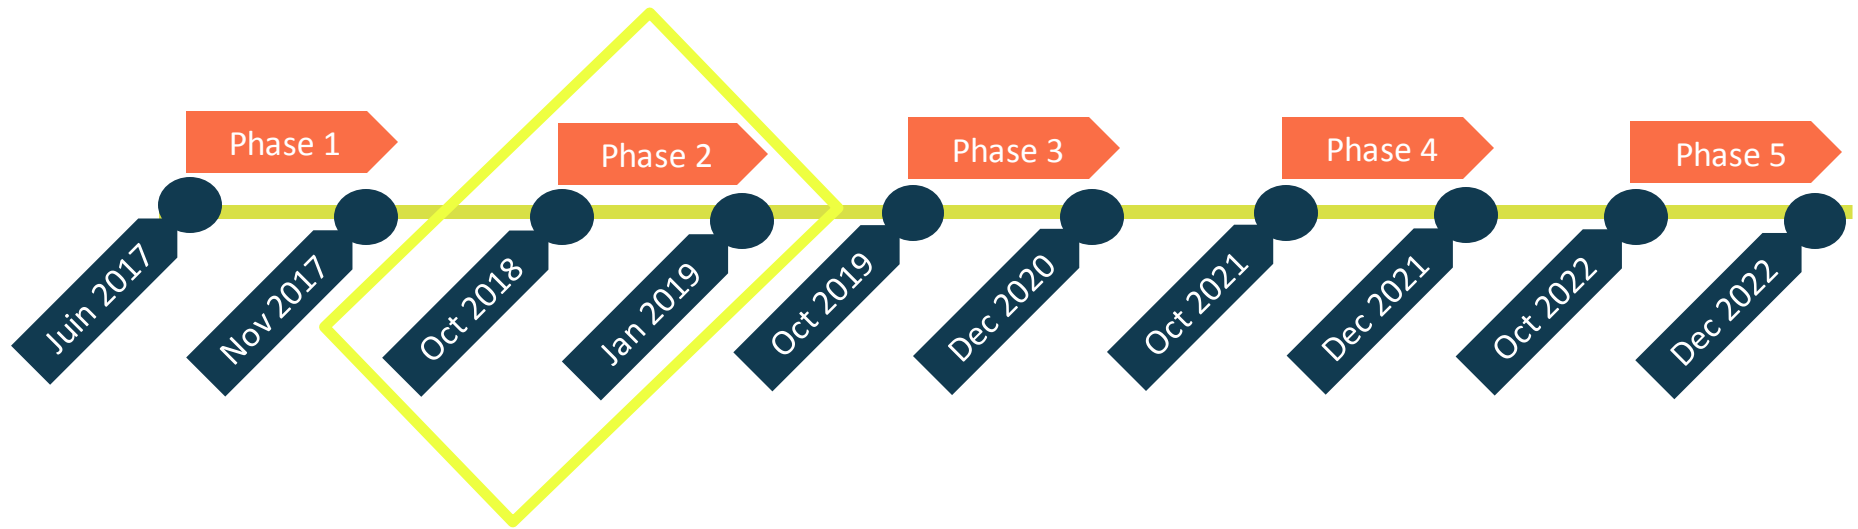 Phase 1
Phase 2
Phase 3
Phase 4
Phase 5
Juin 2017
Nov 2017
Oct 2018
Jan 2019
Oct 2019
Dec 2020
Oct 2021
Dec 2021
Oct 2022
Dec 2022